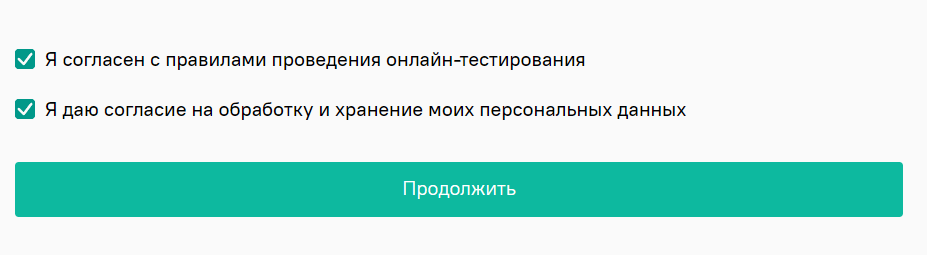 Я согласен с правилами проведения онлайн-тестирования
Я даю согласие на обработку и хранение моих персональных данных
Продолжить